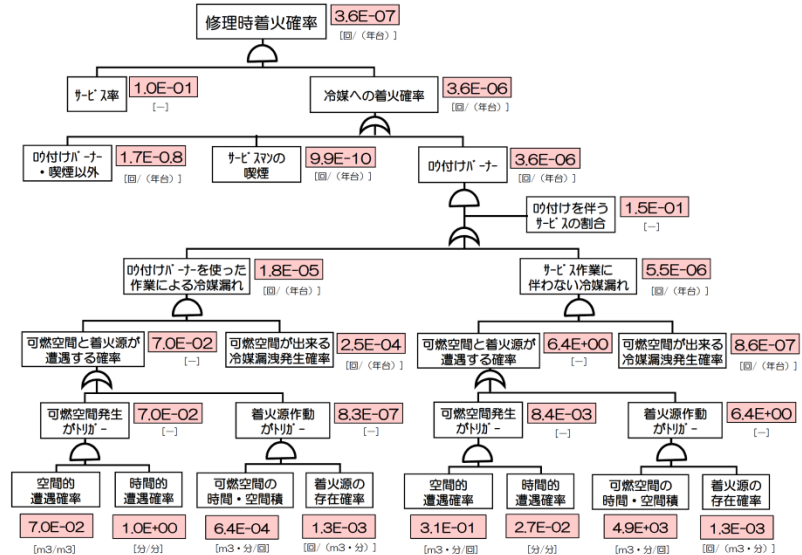 修理時着火確率
3.6E-07
[回/（年台）]
ｻｰﾋﾞｽ率
1.0E-01
[－]
冷媒への着火確率
3.6E-06
[回/（年台）]
ﾛｳ付けﾊﾞｰﾅｰ
・喫煙以外
1.7E-0.8
[回/（年台）]
ｻｰﾋﾞｽﾏﾝの
喫煙
9.9E-10
[回/（年台）]
ﾛｳ付けﾊﾞｰﾅｰ
3.6E-06
[回/（年台）]
ﾛｳ付けを伴う
ｻｰﾋﾞｽの割合
1.5E-01
[－]
ﾛｳ付けﾊﾞｰﾅｰを使った
作業による冷媒漏れ
1.8E-05
[回/（年台）]
ｻｰﾋﾞｽ作業に
伴わない冷媒漏れ
5.5E-06
[回/（年台）]
可燃空間と着火源が
遭遇する確率
7.0E-02
[－]
可燃空間が出来る
冷媒漏洩発生確率
2.5E-04
[回/（年台）]
可燃空間と着火源が
遭遇する確率
6.4E+00
[－]
可燃空間が出来る
冷媒漏洩発生確率
8.6E-07
[回/（年台）]
可燃空間発生
がﾄﾘｶﾞｰ
7.0E-02
[－]
着火源作動
がﾄﾘｶﾞｰ
8.3E-07
[－]
可燃空間発生
がﾄﾘｶﾞｰ
8.4E-03
[－]
着火源作動
がﾄﾘｶﾞｰ
6.4E+00
[－]
空間的
遭遇確率
7.0E-02
[m3/m3]
時間的
遭遇確率
1.0E+00
[分/分]
可燃空間の
時間・空間積
6.4E-04
[m3・分/回]
着火源の
存在確率
1.3E-03
[回/（m3・分）]
空間的
遭遇確率
3.1E-01
[m3・分/回]
時間的
遭遇確率
2.7E-02
[分/分]
可燃空間の
時間・空間積
4.9E+03
[m3・分/回]
着火源の
存在確率
1.3E-03
[回/（m3・分）]